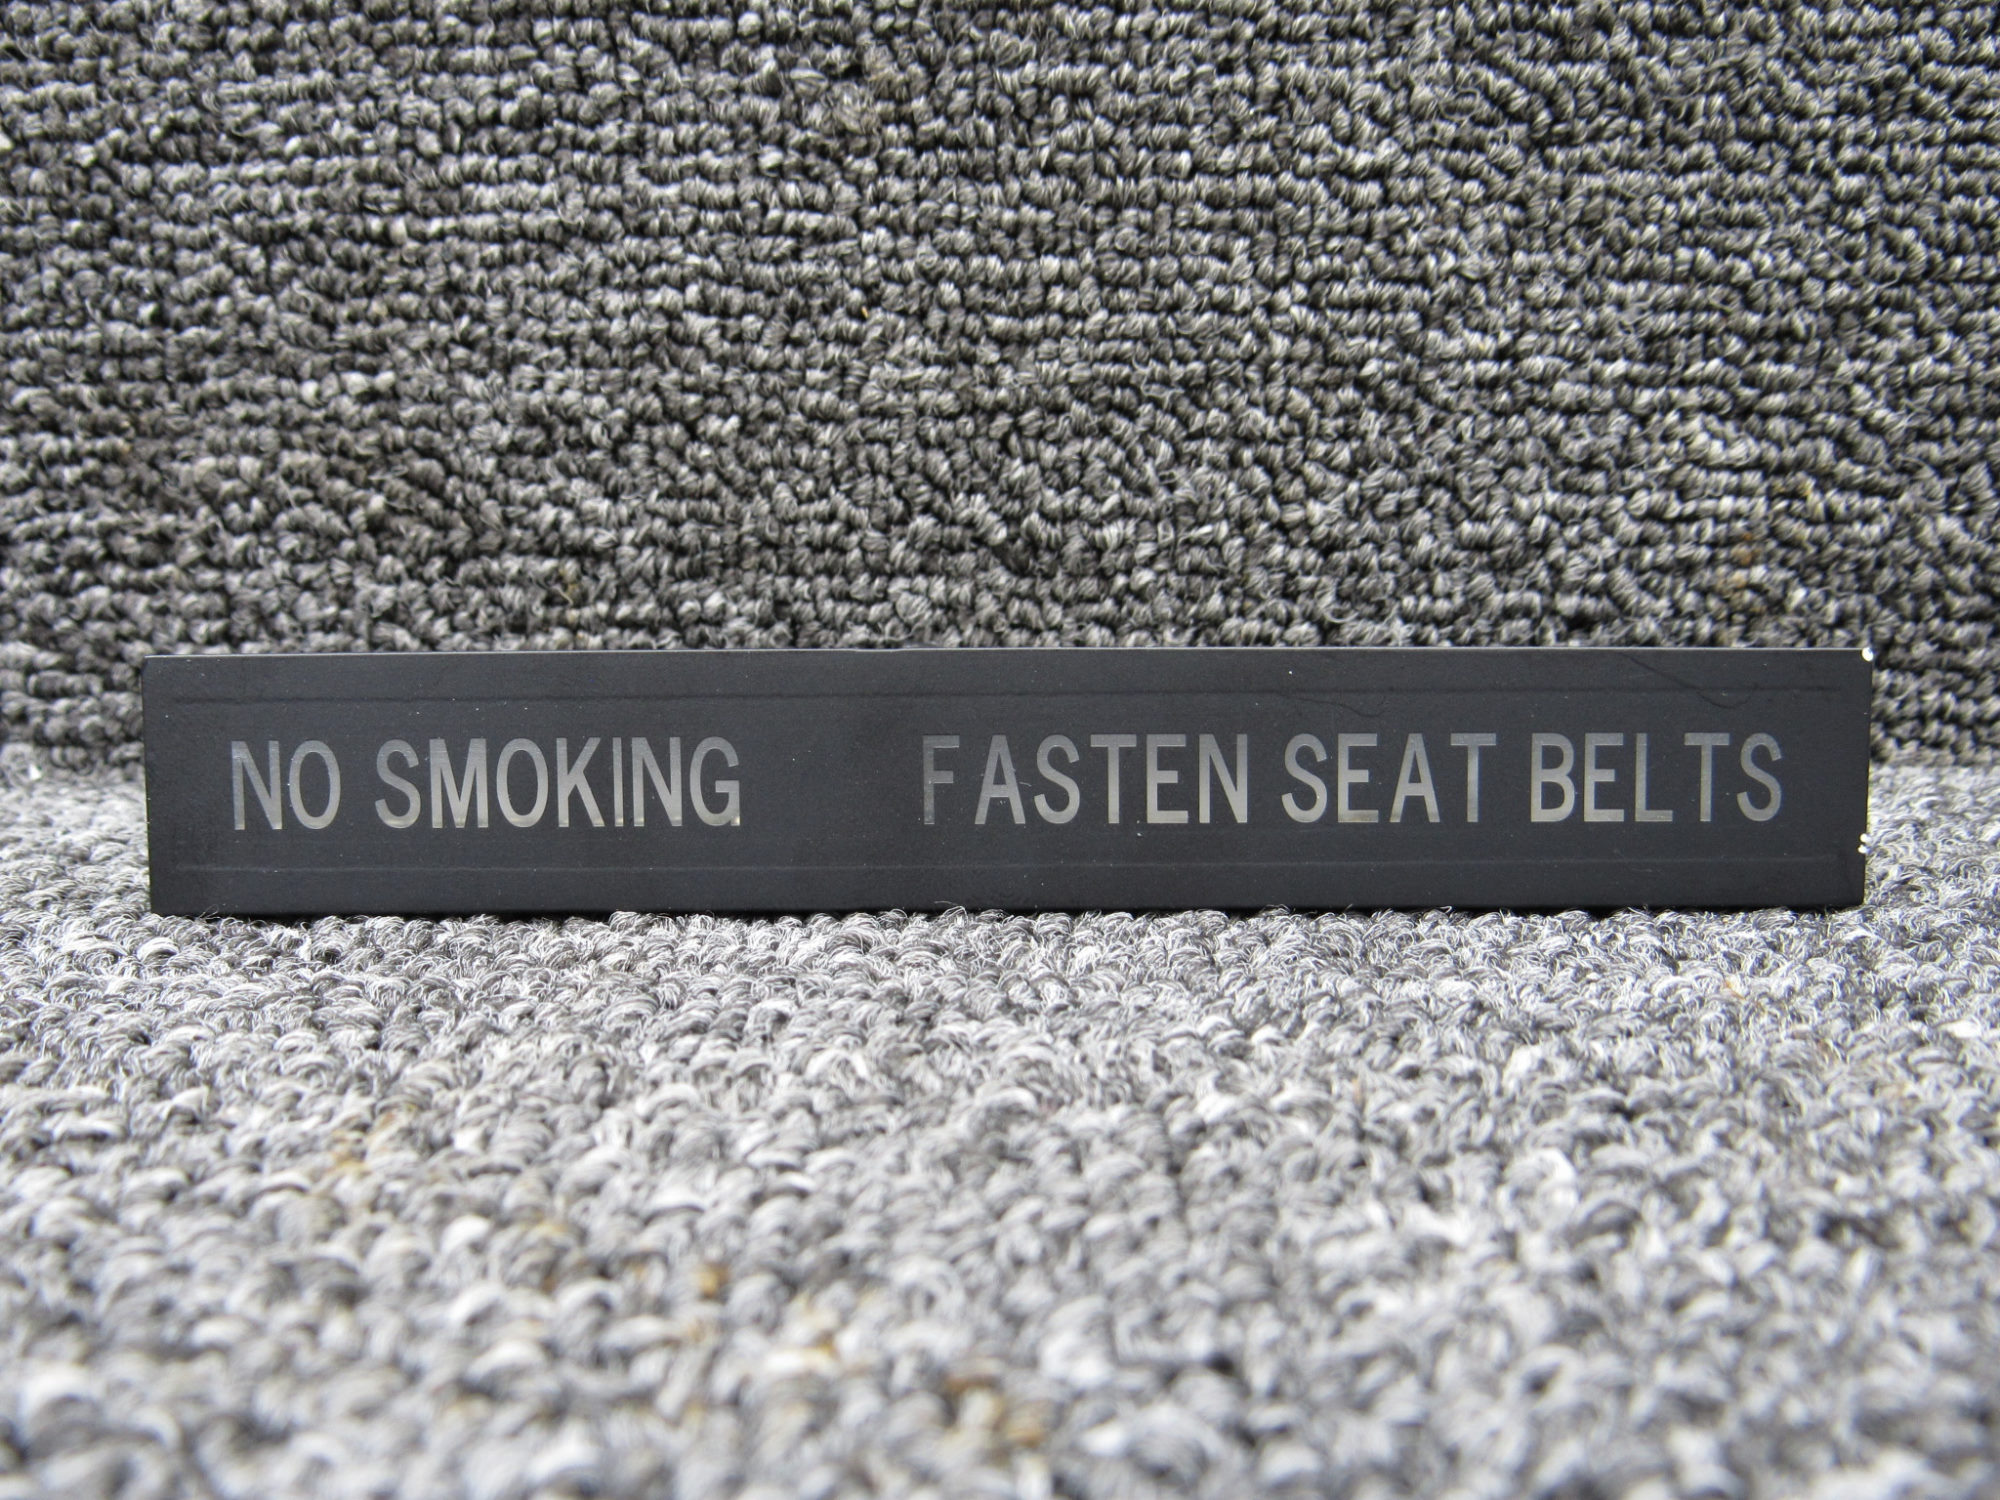 NO SMOKING FASTEN SEAT BELTS